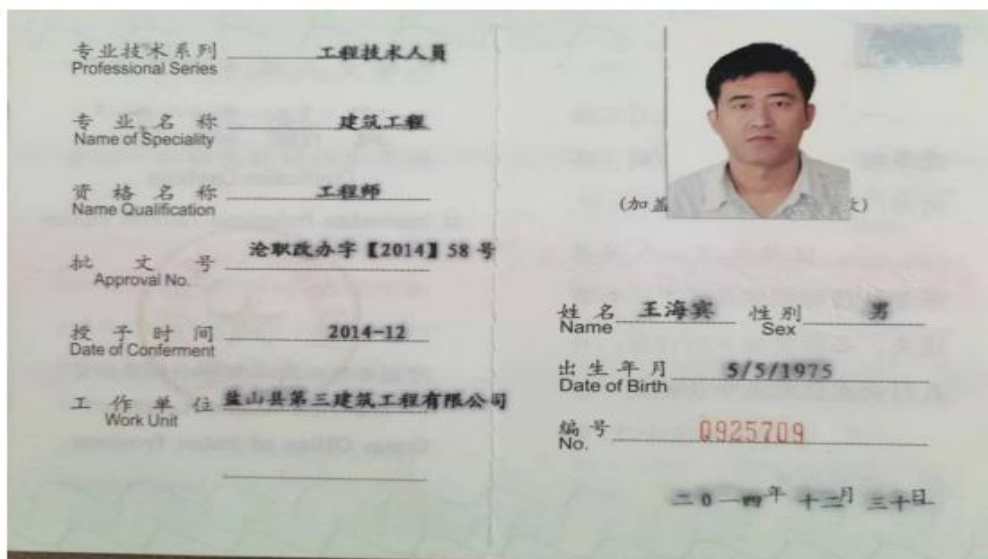 专业技术系列 工程技术人员
Professional Series
专业名称 建筑工程
Name of Speciality
资格名称 工程师
Name Qualification
批文号 沧职改办字【2014】58号
Approval No.
授予时间 2014-12
Date of Conferment
工作单位 盐山县第三建筑工程有限公司
Work Unit
(加盖
姓名 王海宾 性别 男
Name Sex
出生年月 5/5/1975
Date of Birth
编号 0925709
No.
二0一四年 十二月 三十日